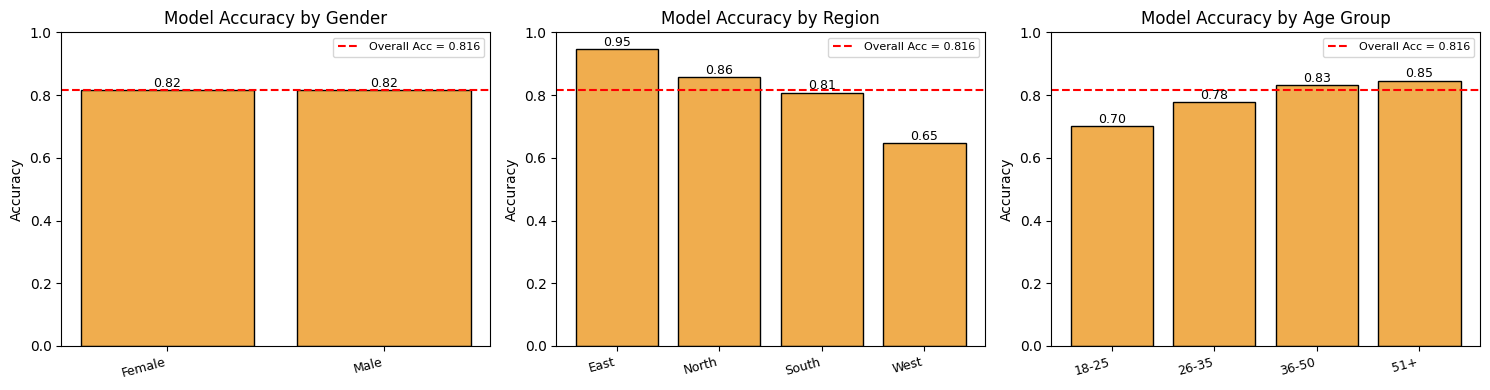 Model Accuracy by Gender
Accuracy
1.0
0.8
0.6
0.4
0.2
0.0
Overall Acc = 0.816
0.82
0.82
Female
Male
Model Accuracy by Region
Accuracy
1.0
0.8
0.6
0.4
0.2
0.0
Overall Acc = 0.816
0.95
0.86
0.81
0.65
East
North
South
West
Model Accuracy by Age Group
Accuracy
1.0
0.8
0.6
0.4
0.2
0.0
Overall Acc = 0.816
0.70
0.78
0.83
0.85
18-25
26-35
36-50
51+